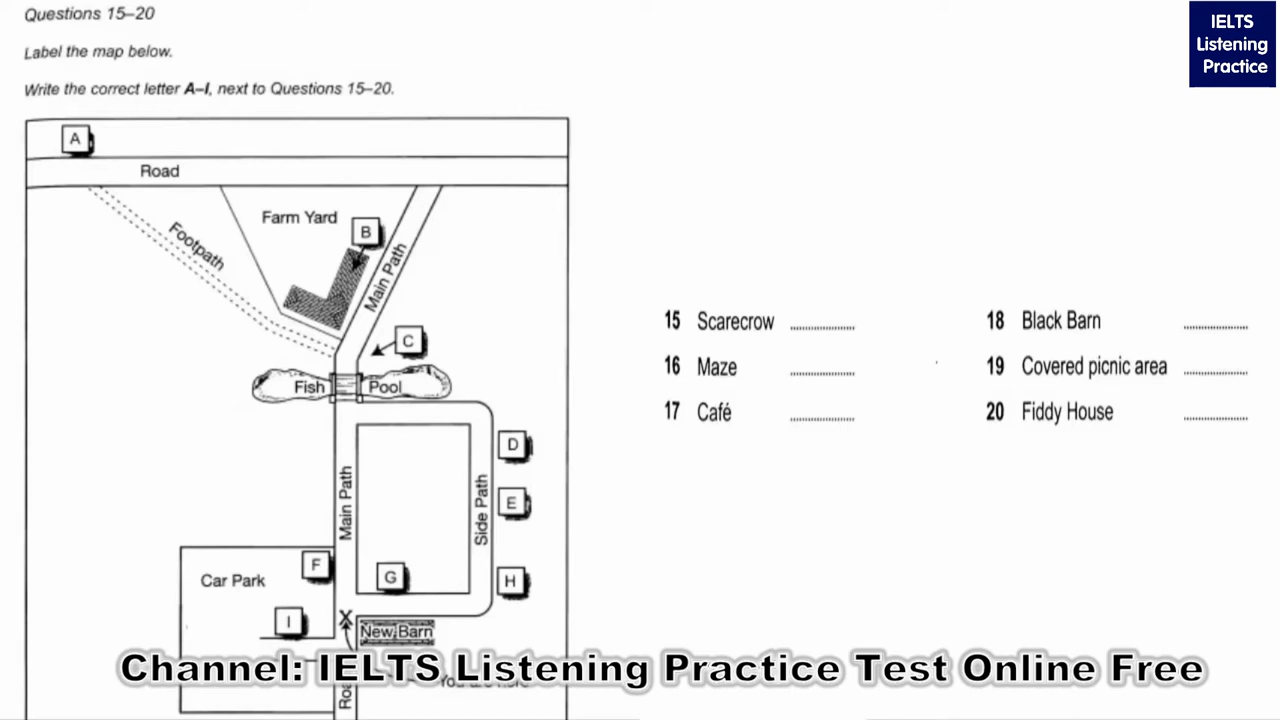 Questions 15–20
IELTS
Listening
Practice
Label the map below.
Write the correct letter A–I, next to Questions 15–20.
A
Road
Footpath
Farm Yard
B
Main Path
C
Fish Pool
D
E
Main Path
Side Path
F
G
H
Car Park
I
X
New Barn
15 Scarecrow ....................
16 Maze ....................
17 Café ....................
18 Black Barn ....................
19 Covered picnic area ....................
20 Fiddy House ....................
Channel: IELTS Listening Practice Test Online Free